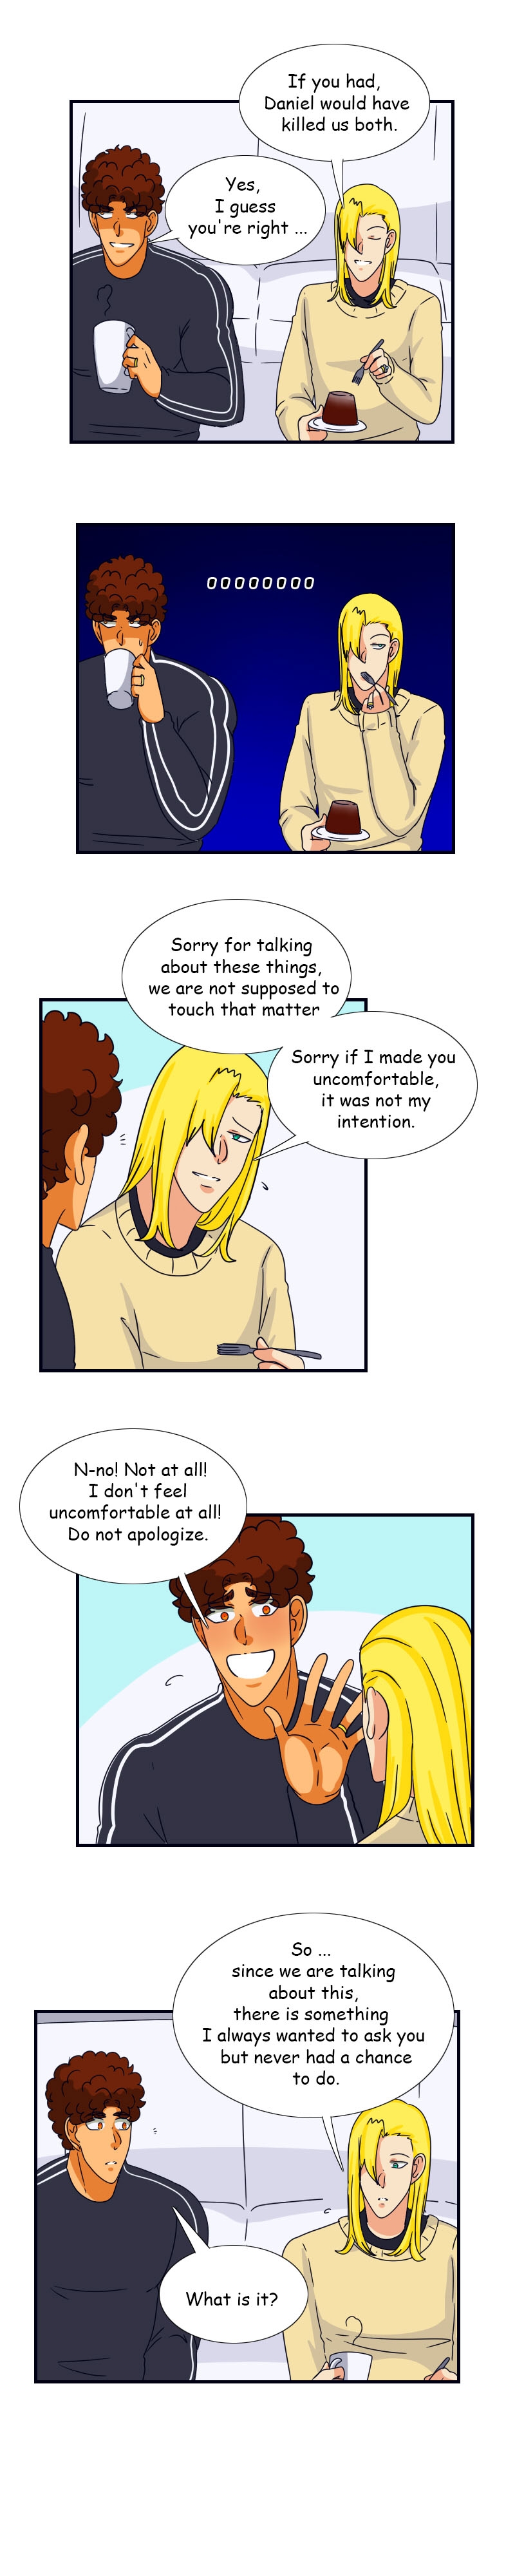 If you had,
Daniel would have
killed us both.
Yes,
I guess
you're right ...
oooooooo
Sorry for talking
about these things,
we are not supposed to
touch that matter
Sorry if I made you
uncomfortable,
it was not my
intention.
N-no! Not at all!
I don't feel
uncomfortable at all!
Do not apologize.
So ...
since we are talking
about this,
there is something
I always wanted to ask you
but never had a chance
to do.
What is it?